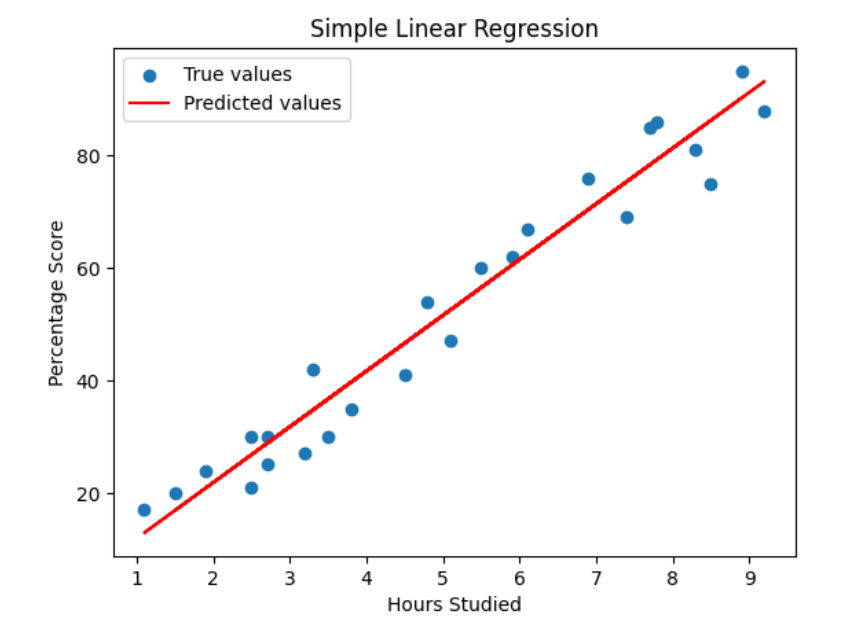 Simple Linear Regression
True values
Predicted values
80
60
40
20
Percentage Score
1 2 3 4 5 6 7 8 9
Hours Studied